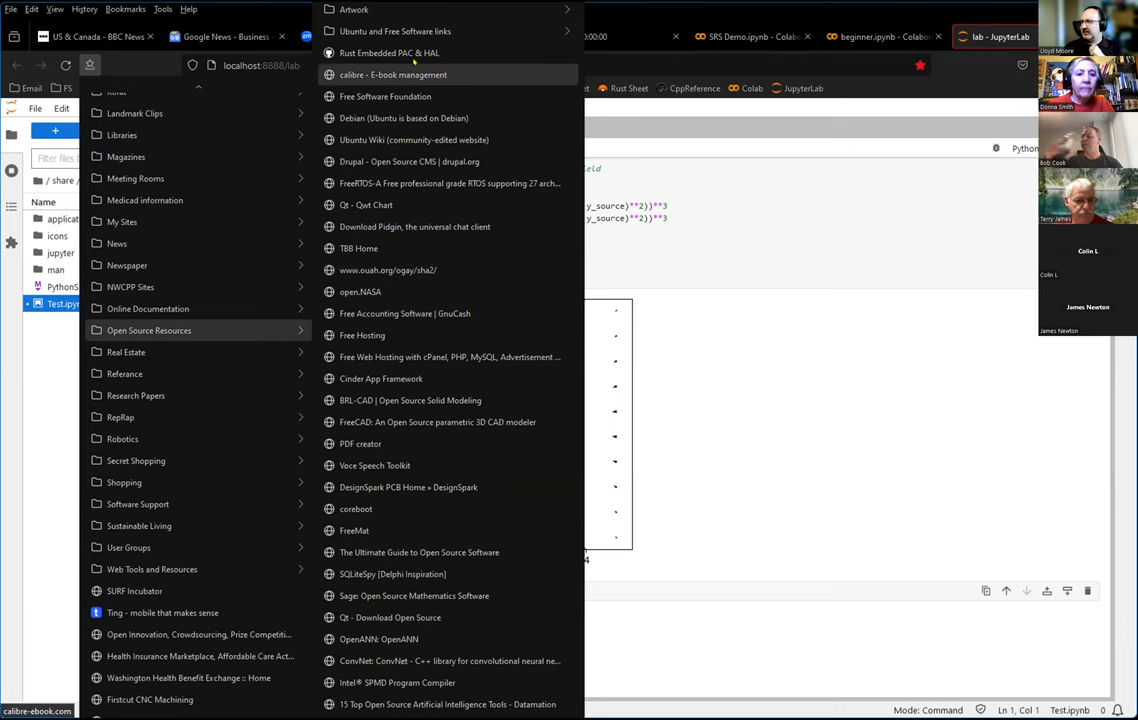 File Edit View History Bookmarks Tools Help
US & Canada - BBC News
Google News - Business -
0:00:00
SRS Demo.ipynb - Colab
beginner.ipynb - Colab
lab - JupyterLab
localhost:8888/lab
Email
FS
Rust Sheet
CppReference
Colab
JupyterLab
File Edit
Filter files b
/ share /
Name
applicat
icons
jupyter
man
PythonS
Test.ipyn
Landmark Clips
Libraries
Magazines
Meeting Rooms
Medicaid information
My Sites
News
Newspaper
NWCPP Sites
Online Documentation
Open Source Resources
Real Estate
Referance
Research Papers
RepRap
Robotics
Secret Shopping
Shopping
Software Support
Sustainable Living
User Groups
Web Tools and Resources
SURF Incubator
Ting - mobile that makes sense
Open Innovation, Crowdsourcing, Prize Competiti...
Health Insurance Marketplace, Affordable Care Act...
Washington Health Benefit Exchange :: Home
Firstcut CNC Machining
Artwork
Ubuntu and Free Software links
Rust Embedded PAC & HAL
calibre - E-book management
Free Software Foundation
Debian (Ubuntu is based on Debian)
Ubuntu Wiki (community-edited website)
Drupal - Open Source CMS | drupal.org
FreeRTOS-A Free professional grade RTOS supporting 27 arch...
Qt - Qwt Chart
Download Pidgin, the universal chat client
TBB Home
www.ouah.org/ogay/sha2/
open.NASA
Free Accounting Software | GnuCash
Free Hosting
Free Web Hosting with cPanel, PHP, MySQL, Advertisement ...
Cinder App Framework
BRL-CAD | Open Source Solid Modeling
FreeCAD: An Open Source parametric 3D CAD modeler
PDF creator
Voce Speech Toolkit
DesignSpark PCB Home » DesignSpark
coreboot
FreeMat
The Ultimate Guide to Open Source Software
SQLiteSpy [Delphi Inspiration]
Sage: Open Source Mathematics Software
Qt - Download Open Source
OpenANN: OpenANN
ConvNet: ConvNet - C++ library for convolutional neural ne...
Intel® SPMD Program Compiler
15 Top Open Source Artificial Intelligence Tools - Datamation
Python
ield
y_source)**2))**3
y_source)**2))**3
4
calibre-ebook.com
Mode: Command
Ln 1, Col 1
Test.ipynb
0
Lloyd Moore
Donna Smith
Bob Cook
Terry James
Colin L
Colin L
James Newton
James Newton